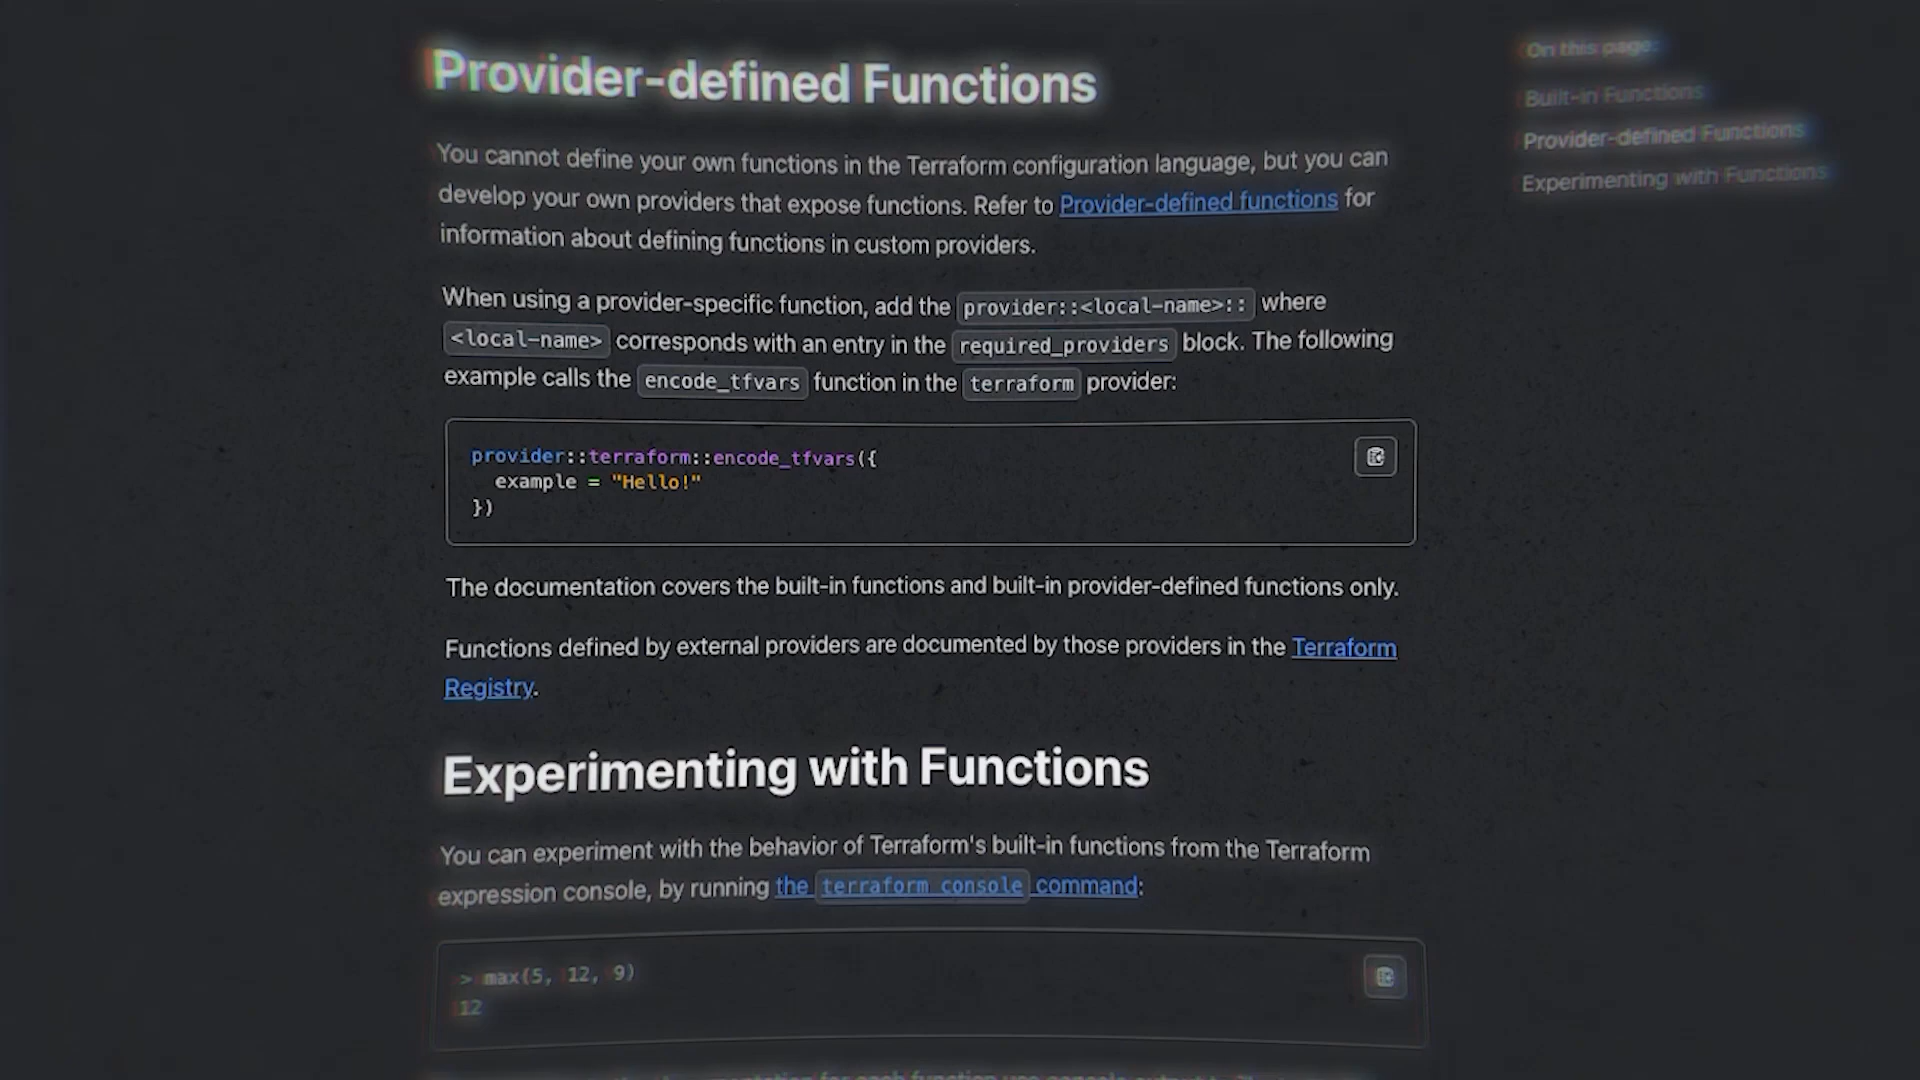 Provider-defined Functions
You cannot define your own functions in the Terraform configuration language, but you can
develop your own providers that expose functions. Refer to Provider-defined functions for
information about defining functions in custom providers.
When using a provider-specific function, add the provider::<local-name>:: where
<local-name> corresponds with an entry in the required_providers block. The following
example calls the encode_tfvars function in the terraform provider:
provider::terraform::encode_tfvars({
  example = "Hello!"
})
The documentation covers the built-in functions and built-in provider-defined functions only.
Functions defined by external providers are documented by those providers in the Terraform
Registry.
Experimenting with Functions
You can experiment with the behavior of Terraform's built-in functions from the Terraform
expression console, by running the terraform console command:
> max(5, 12, 9)
12
On this page:
Built-in Functions
Provider-defined Functions
Experimenting with Functions